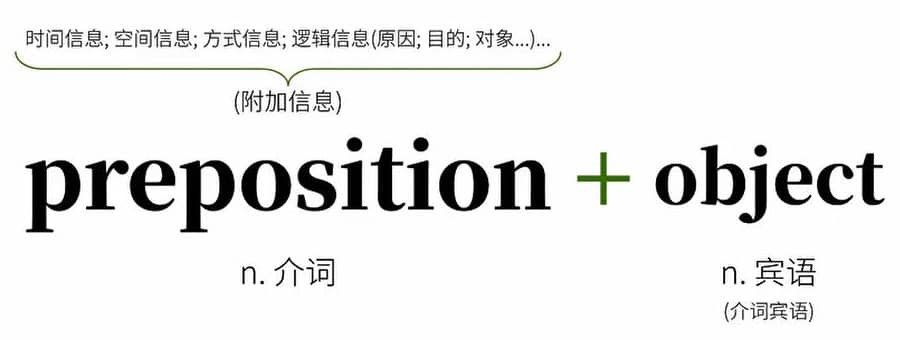 时间信息; 空间信息; 方式信息; 逻辑信息(原因; 目的; 对象...)...
(附加信息)
preposition + object
n. 介词 n. 宾语
(介词宾语)